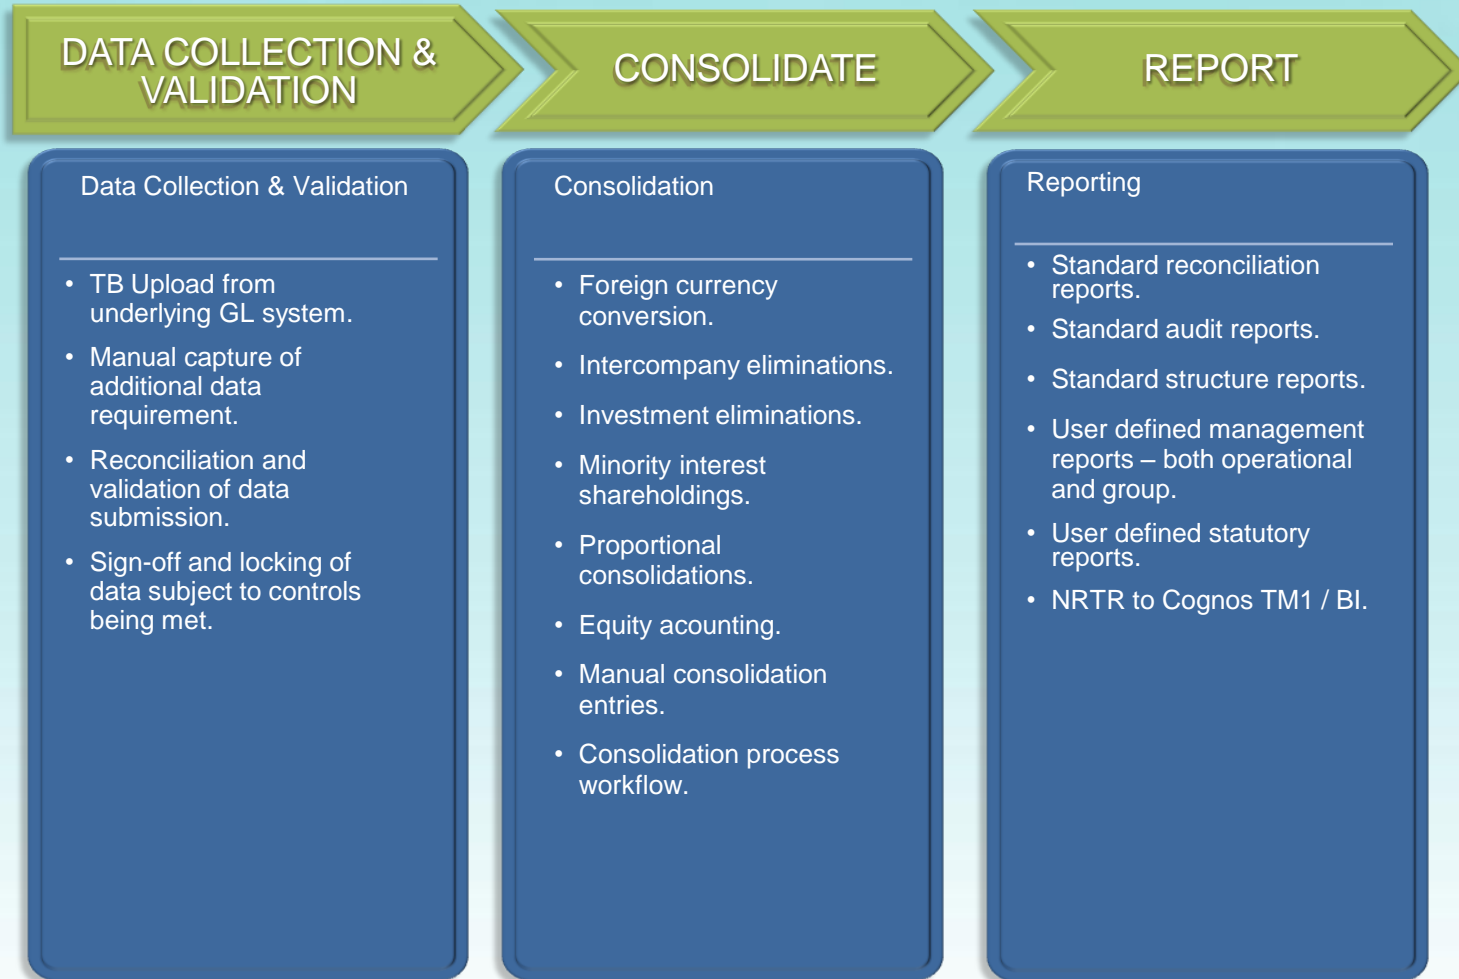 DATA COLLECTION &
VALIDATION
CONSOLIDATE
REPORT
Data Collection & Validation
• TB Upload from
underlying GL system.
• Manual capture of
additional data
requirement.
• Reconciliation and
validation of data
submission.
• Sign-off and locking of
data subject to controls
being met.
Consolidation
• Foreign currency
conversion.
• Intercompany eliminations.
• Investment eliminations.
• Minority interest
shareholdings.
• Proportional
consolidations.
• Equity acounting.
• Manual consolidation
entries.
• Consolidation process
workflow.
Reporting
• Standard reconciliation
reports.
• Standard audit reports.
• Standard structure reports.
• User defined management
reports – both operational
and group.
• User defined statutory
reports.
• NRTR to Cognos TM1 / BI.